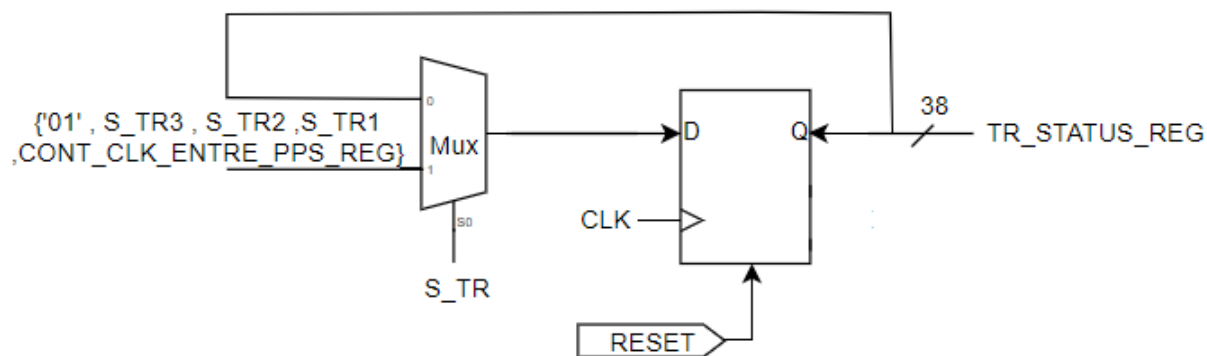 38
0
{'01' , S_TR3 , S_TR2 ,S_TR1
,CONT_CLK_ENTRE_PPS_REG}
Mux
1
D
Q
TR_STATUS_REG
S0
CLK
S_TR
RESET